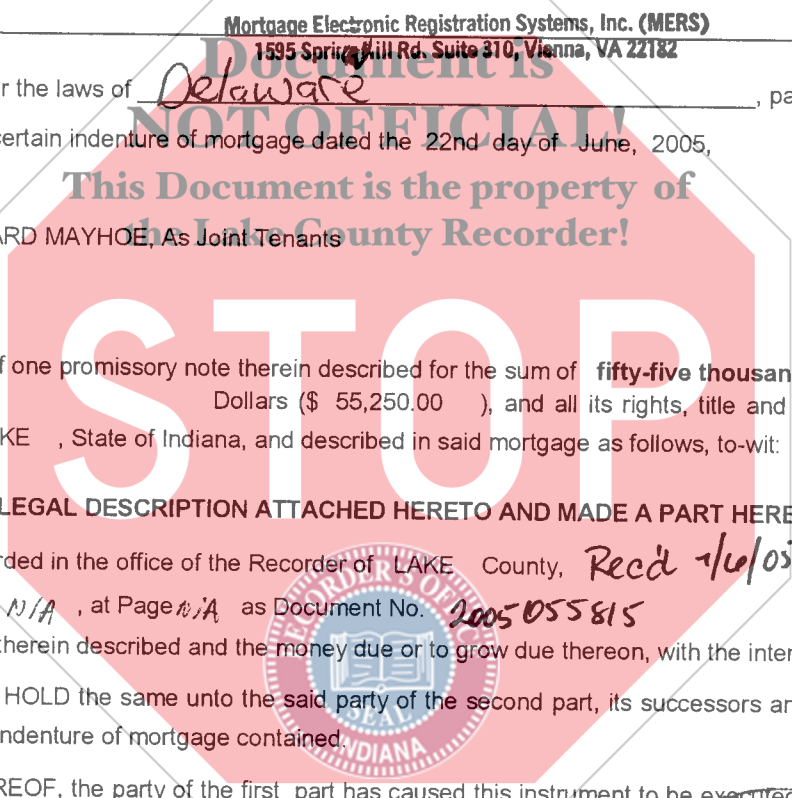 Mortgage Electronic Registration Systems, Inc. (MERS)
1595 Spring Hill Rd. Suite 310, Vienna, VA 22182
Document is
r the laws of Delaware, pa
NOT OFFICIAL!
certain indenture of mortgage dated the 22nd day of June, 2005,
This Document is the property of
the Lake County Recorder!
ARD MAYHOE, As Joint Tenants
STOP
f one promissory note therein described for the sum of fifty-five thousan
Dollars ($ 55,250.00 ), and all its rights, title and
KE , State of Indiana, and described in said mortgage as follows, to-wit:
LEGAL DESCRIPTION ATTACHED HERETO AND MADE A PART HERE
rded in the office of the Recorder of LAKE County, Rec'd 7/6/05
N/A , at Page N/A as Document No. 2005 055815
therein described and the money due or to grow due thereon, with the inter
HOLD the same unto the said party of the second part, its successors an
ndenture of mortgage contained.
RECORDER'S OFFIC
SEAL
INDIANA
REOF, the party of the first part has caused this instrument to be executed